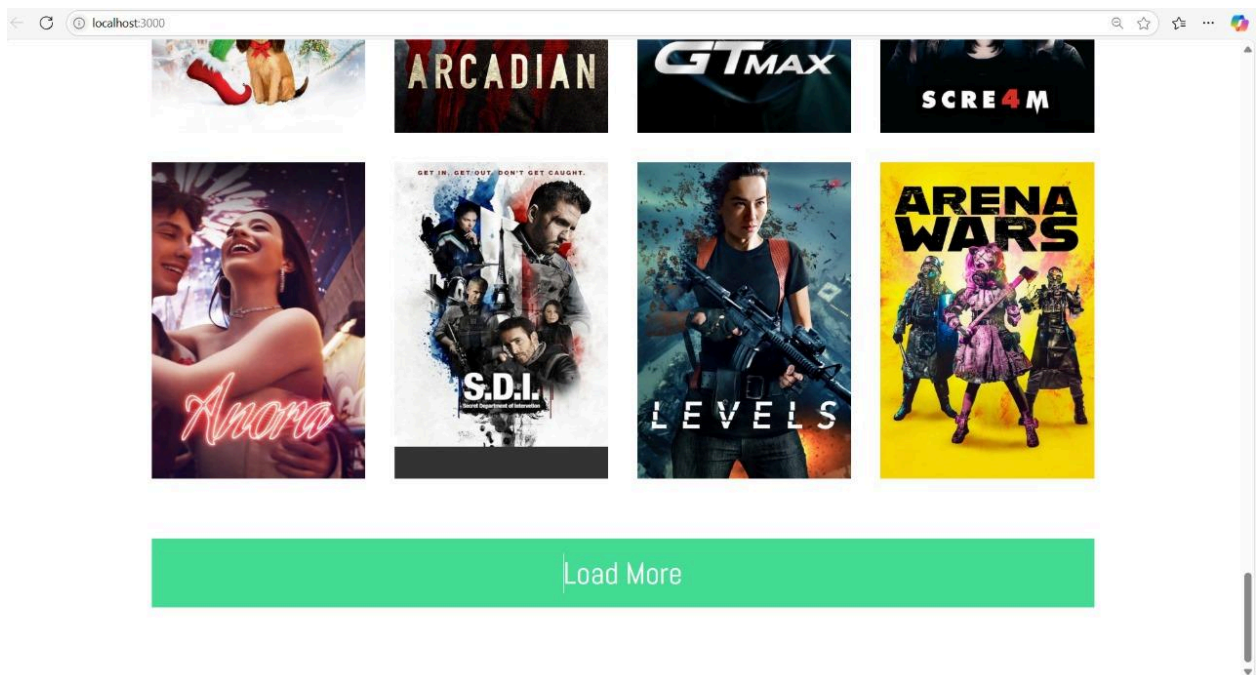 localhost:3000
ARCADIAN
GTMAX
SCRE4M
GET IN. GET OUT. DON'T GET CAUGHT.
Anora
S.D.I.
Secret Department of Intervention
LEVELS
ARENA
WARS
Load More